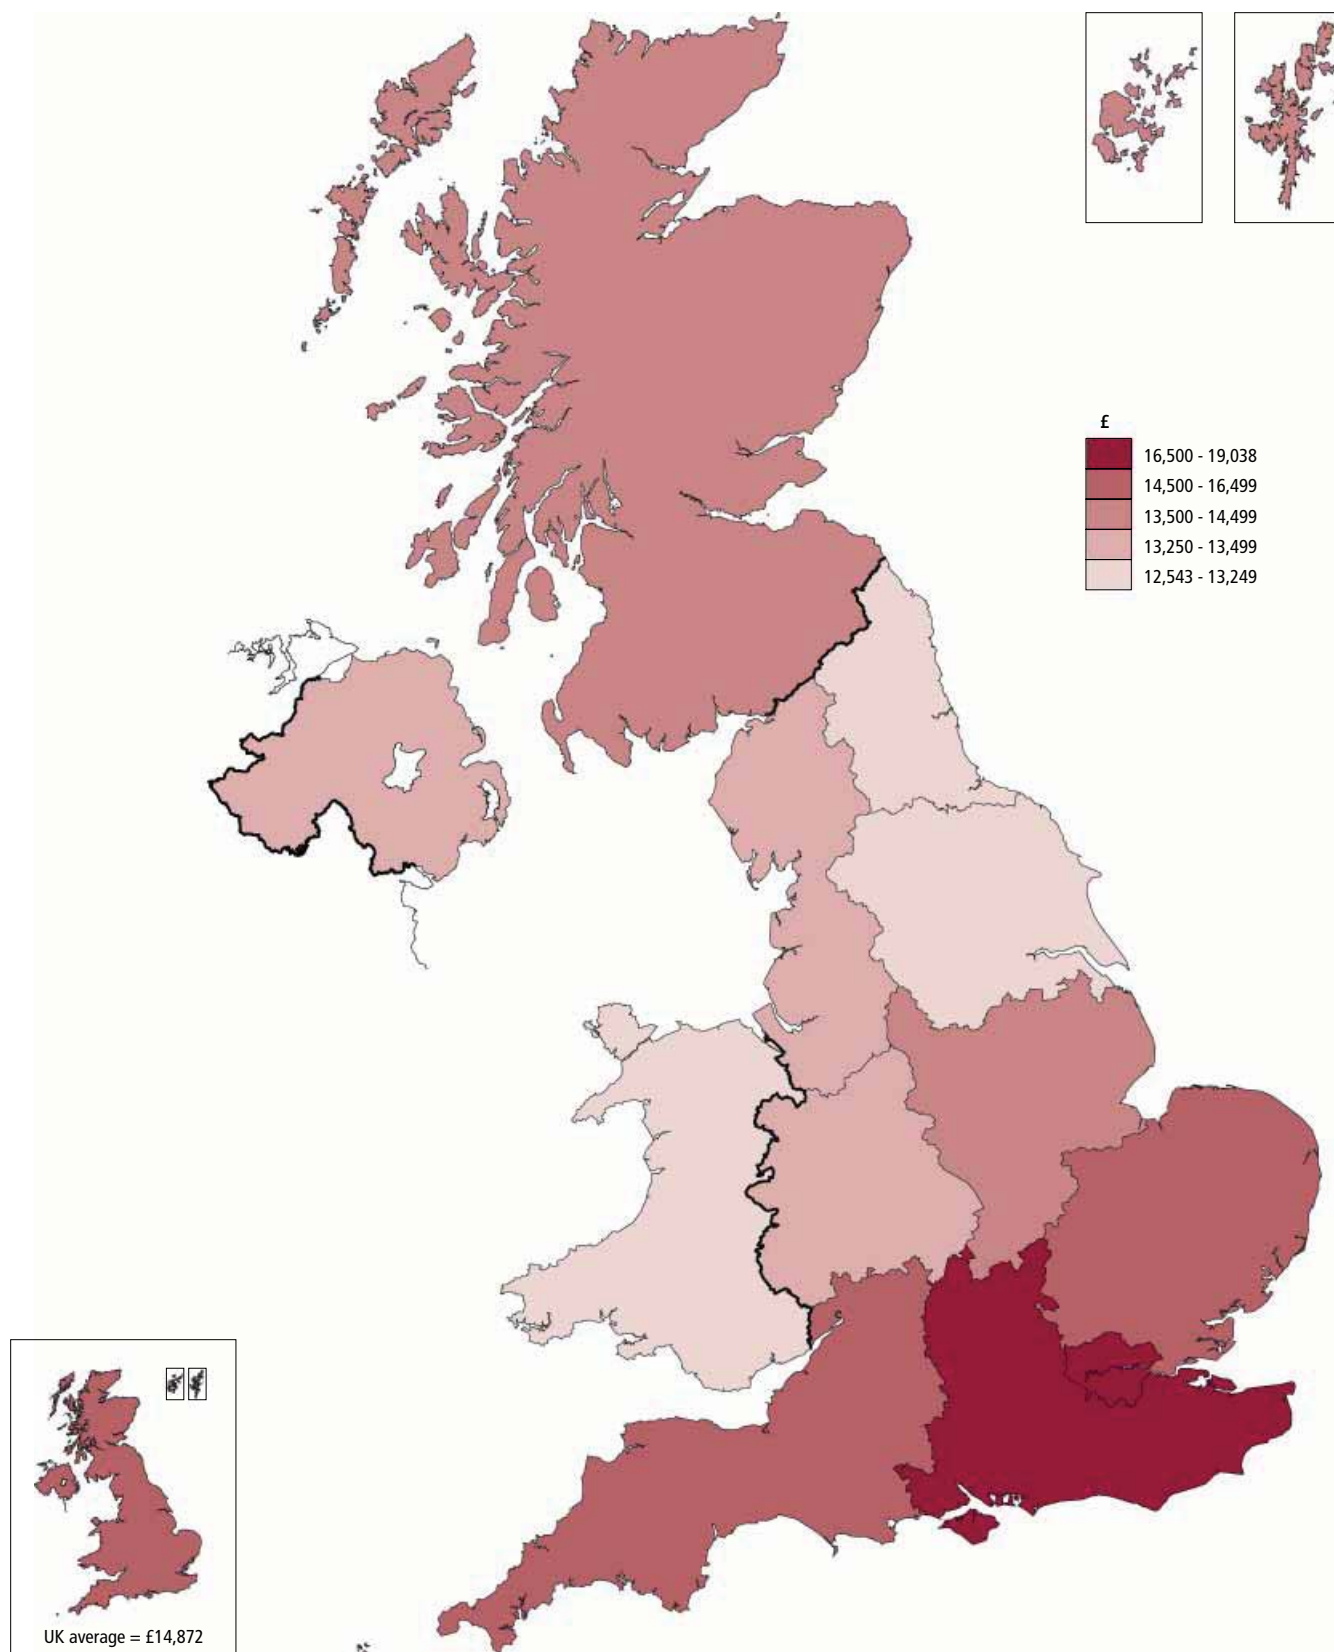 £
16,500 - 19,038
14,500 - 16,499
13,500 - 14,499
13,250 - 13,499
12,543 - 13,249
UK average = £14,872